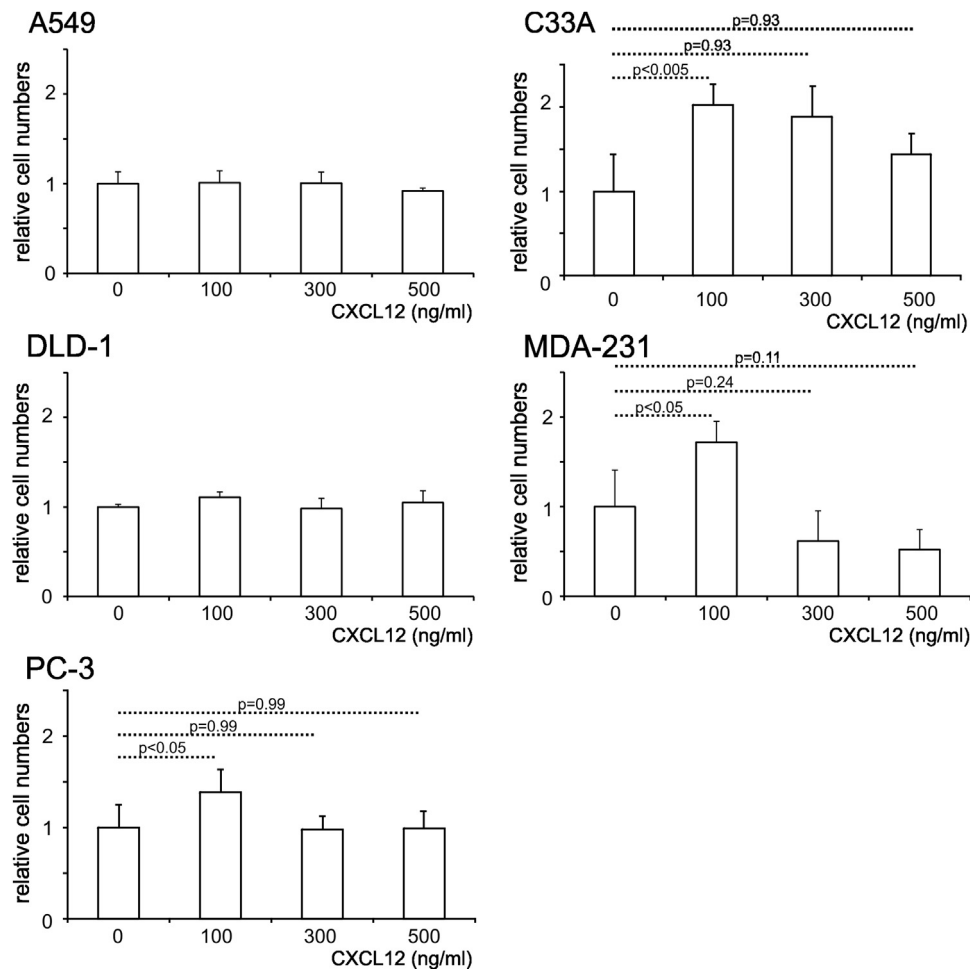 A549
relative cell numbers
2
1
0
0 100 300 500
CXCL12 (ng/ml)
C33A
p=0.93
p=0.93
p<0.005
relative cell numbers
2
1
0
0 100 300 500
CXCL12 (ng/ml)
DLD-1
relative cell numbers
2
1
0
0 100 300 500
CXCL12 (ng/ml)
MDA-231
p=0.11
p=0.24
p<0.05
relative cell numbers
2
1
0
0 100 300 500
CXCL12 (ng/ml)
PC-3
p=0.99
p=0.99
p<0.05
relative cell numbers
2
1
0
0 100 300 500
CXCL12 (ng/ml)